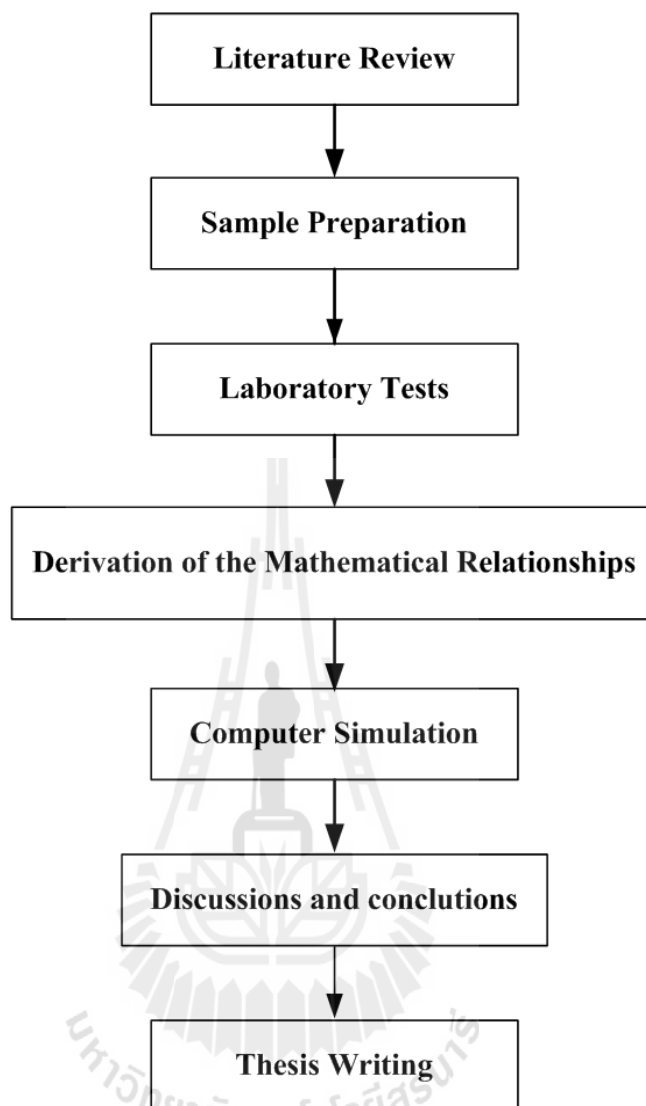 Literature Review
Sample Preparation
Laboratory Tests
Derivation of the Mathematical Relationships
Computer Simulation
Discussions and conclutions
Thesis Writing